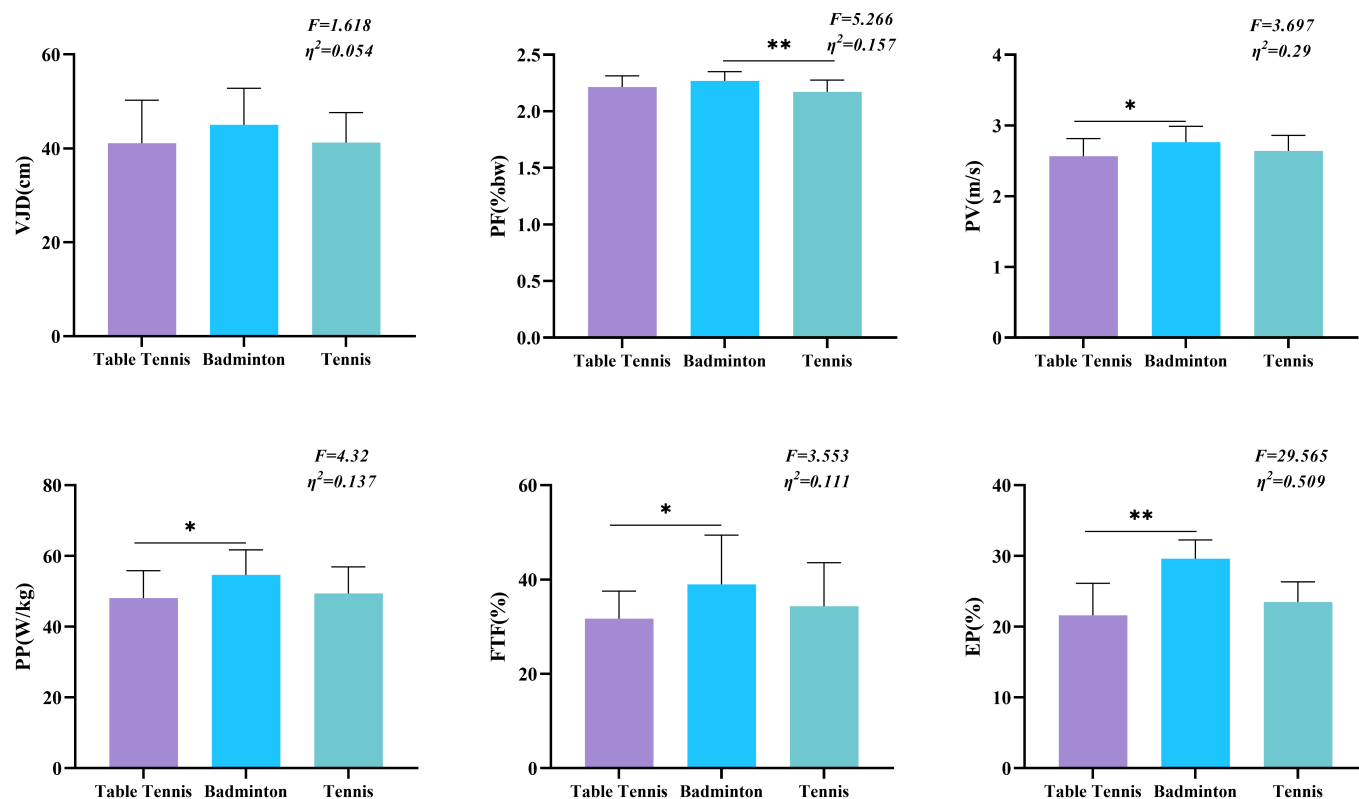 F=1.618
η²=0.054
VJD(cm)
60
40
20
0
Table Tennis Badminton Tennis
F=5.266
η²=0.157
**
PF(%bw)
2.5
2.0
1.5
1.0
0.5
0.0
Table Tennis Badminton Tennis
F=3.697
η²=0.29
*
PV(m/s)
4
3
2
1
0
Table Tennis Badminton Tennis
F=4.32
η²=0.137
*
PP(W/kg)
80
60
40
20
0
Table Tennis Badminton Tennis
F=3.553
η²=0.111
*
FTF(%)
60
40
20
0
Table Tennis Badminton Tennis
F=29.565
η²=0.509
**
EP(%)
40
30
20
10
0
Table Tennis Badminton Tennis